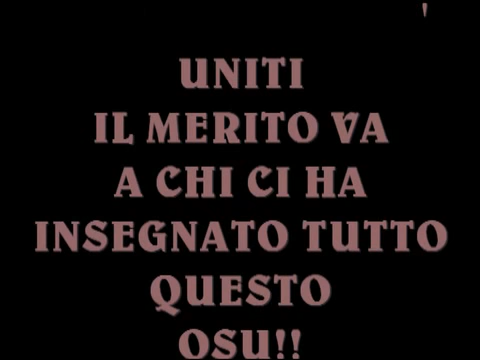 UNITI
IL MERITO VA
A CHI CI HA
INSEGNATO TUTTO
QUESTO
OSU!!